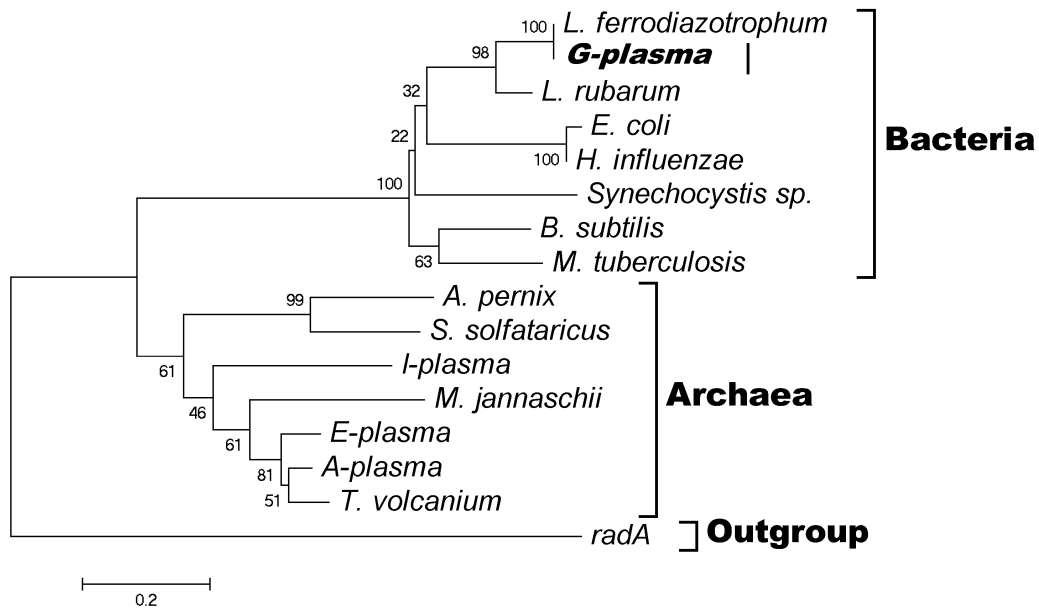 100 L. ferrodiazotrophum
G-plasma
98
L. rubarum
32
E. coli
22
Bacteria
100 H. influenzae
100
Synechocystis sp.
B. subtilis
63 M. tuberculosis
99 A. pernix
S. solfataricus
61 I-plasma
Archaea
46 M. jannaschii
61 E-plasma
81 A-plasma
51 T. volcanium
radA Outgroup
0.2